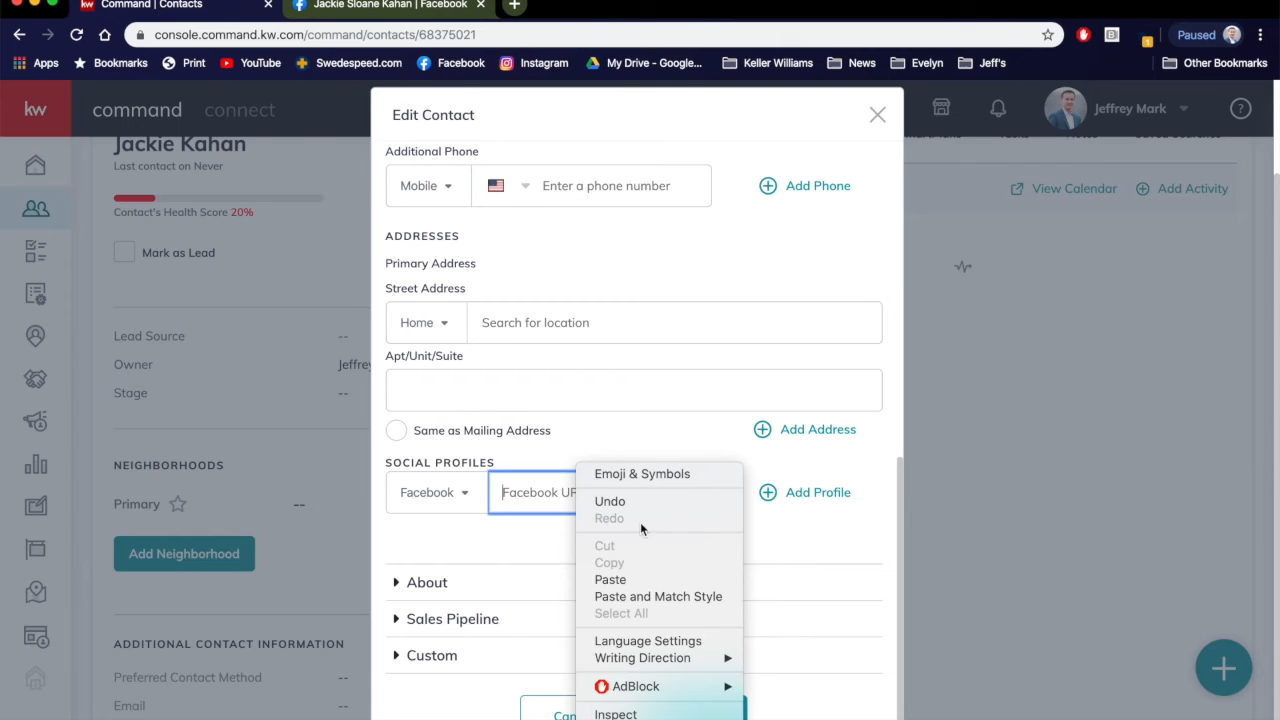 Command | Contacts
Jackie Sloane Kahan | Facebook
console.command.kw.com/command/contacts/68375021
Paused
Apps
Bookmarks
Print
YouTube
Swedespeed.com
Facebook
Instagram
My Drive - Google...
Keller Williams
News
Evelyn
Jeff's
Other Bookmarks
kw
command
connect
Jeffrey Mark
Edit Contact
Jackie Kahan
Last contact on Never
Contact's Health Score 20%
Mark as Lead
Lead Source --
Owner Jeffrey
Stage --
NEIGHBORHOODS
Primary --
Add Neighborhood
ADDITIONAL CONTACT INFORMATION
Preferred Contact Method --
Email --
View Calendar
Add Activity
Additional Phone
Mobile
Enter a phone number
Add Phone
ADDRESSES
Primary Address
Street Address
Home
Search for location
Apt/Unit/Suite
Same as Mailing Address
Add Address
SOCIAL PROFILES
Facebook
Facebook UR
Add Profile
About
Sales Pipeline
Custom
Can
Emoji & Symbols
Undo
Redo
Cut
Copy
Paste
Paste and Match Style
Select All
Language Settings
Writing Direction
AdBlock
Inspect